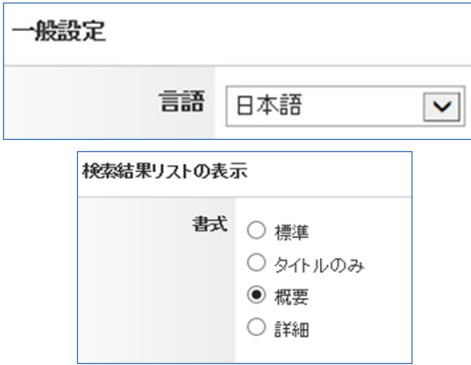 一般設定
言語 日本語
検索結果リストの表示
書式 標準
タイトルのみ
概要
詳細